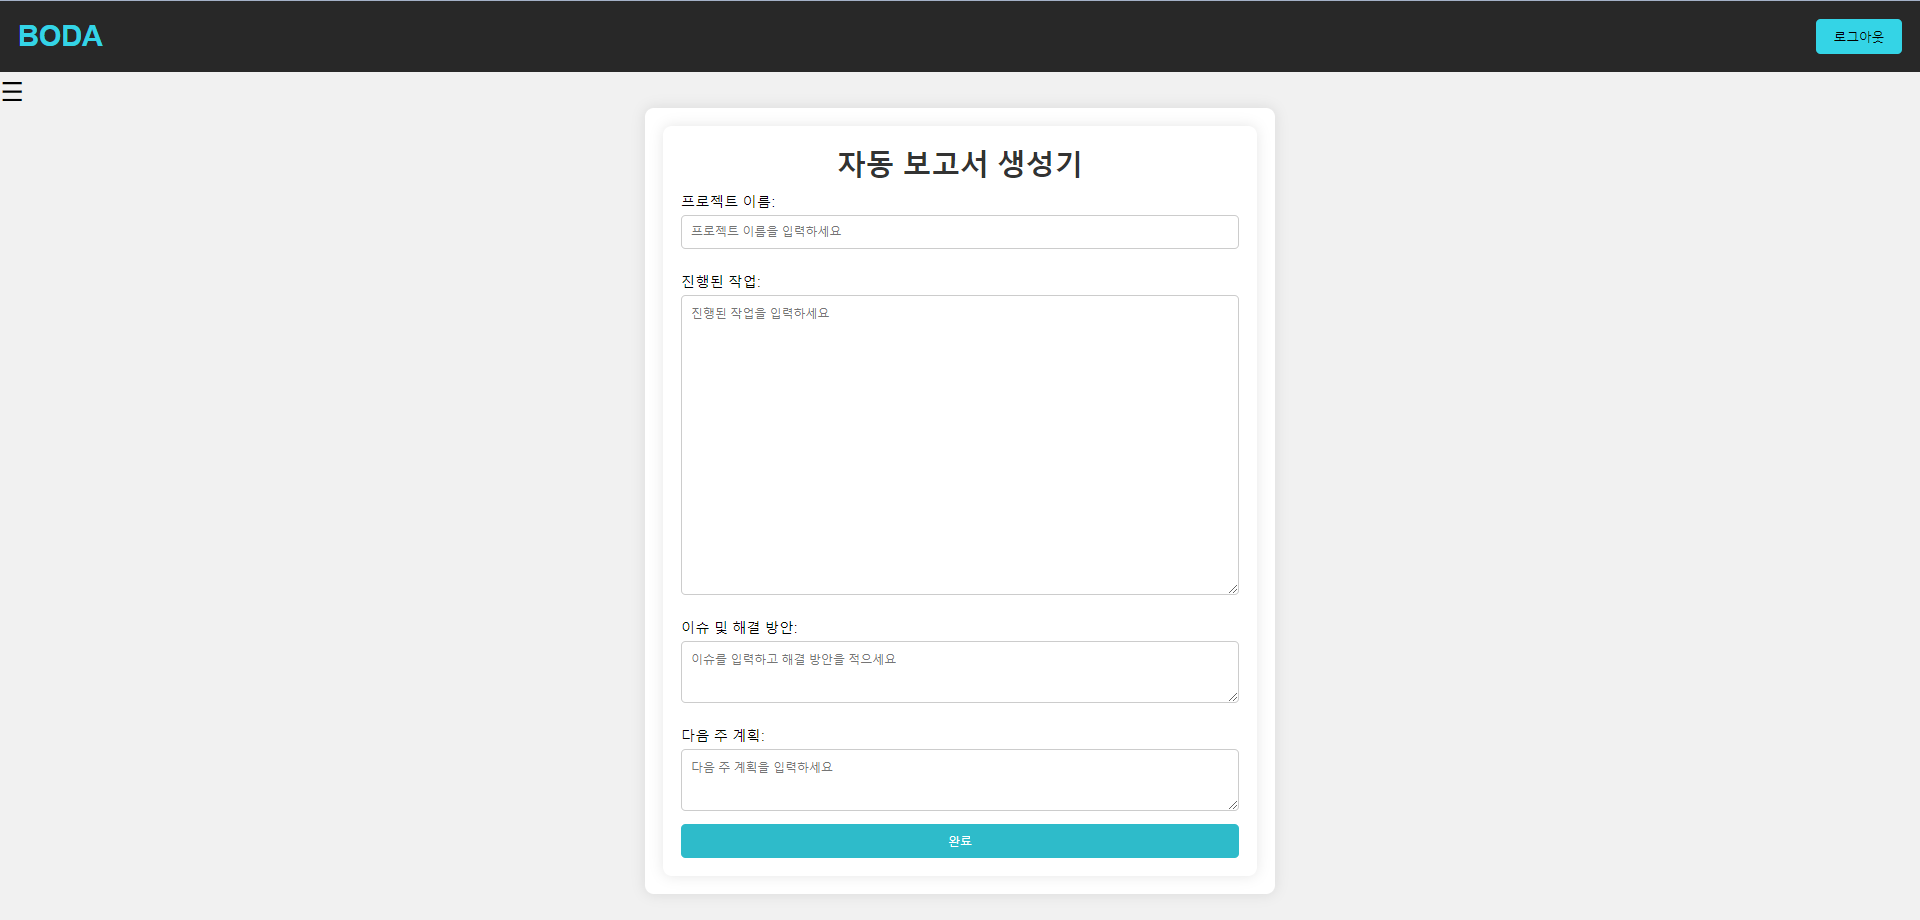 BODA
로그아웃
☰
자동 보고서 생성기
프로젝트 이름:
프로젝트 이름을 입력하세요
진행된 작업:
진행된 작업을 입력하세요
이슈 및 해결 방안:
이슈를 입력하고 해결 방안을 적으세요
다음 주 계획:
다음 주 계획을 입력하세요
완료